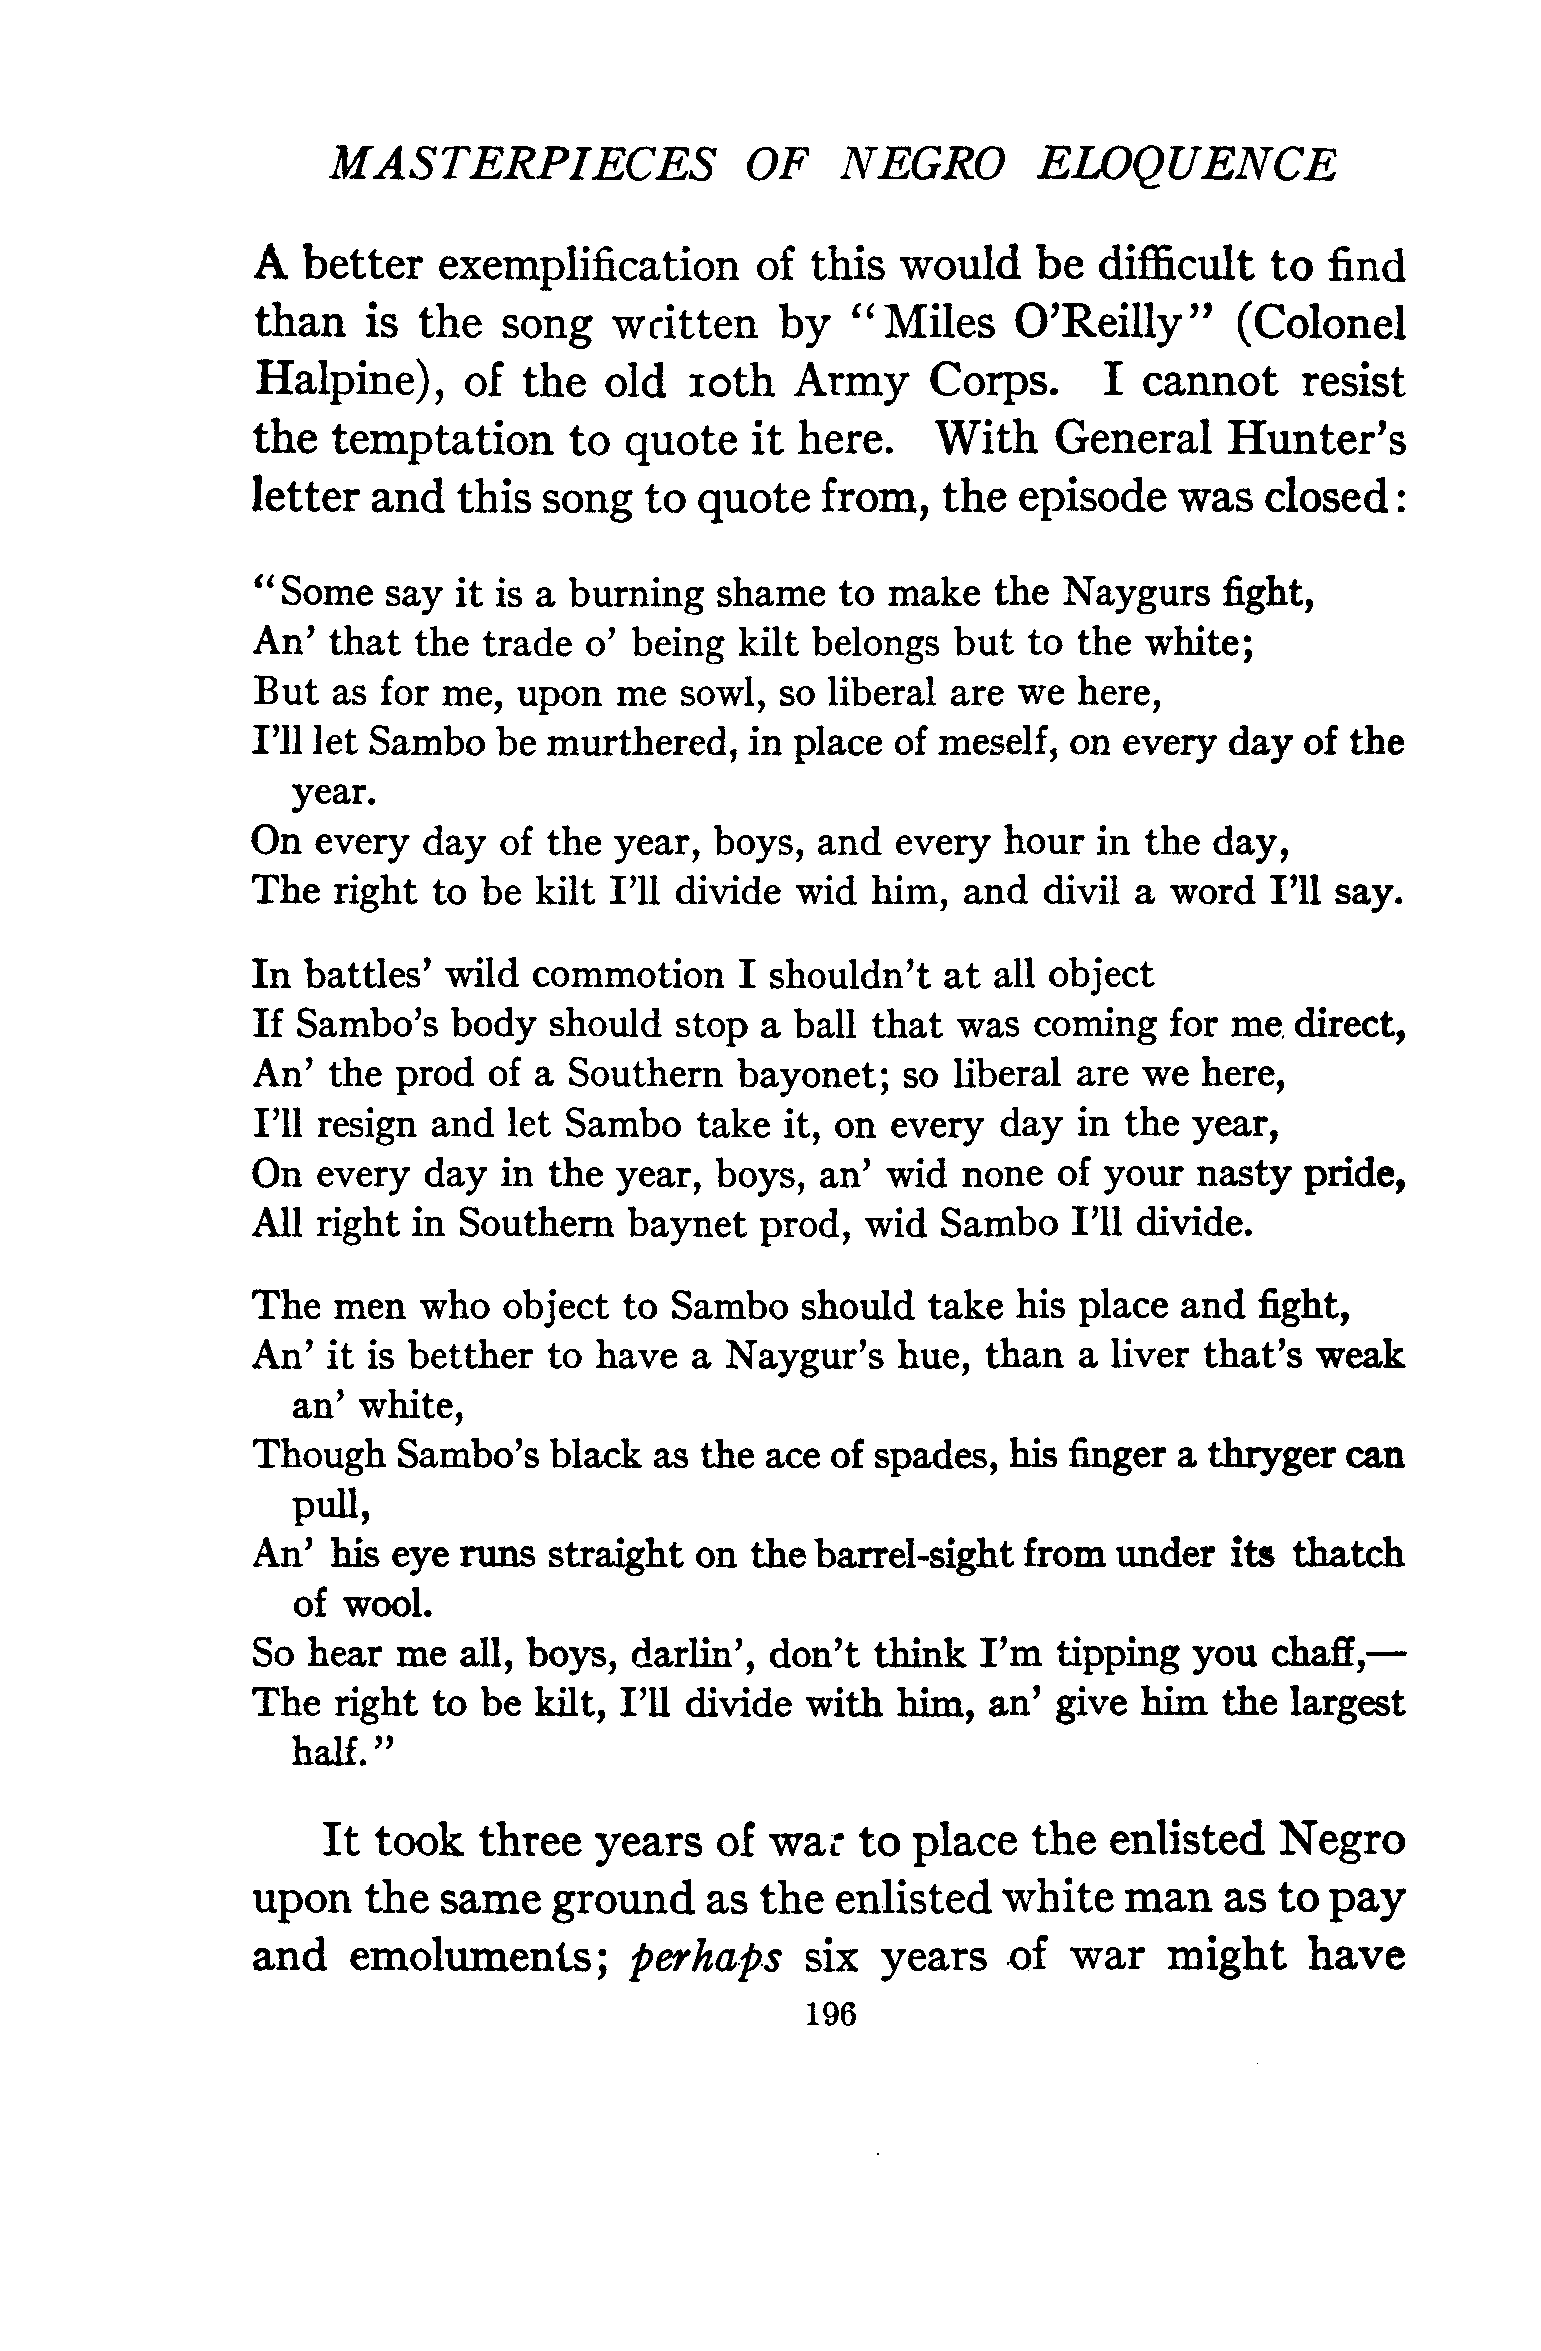 MASTERPIECES OF NEGRO ELOQUENCE
A better exemplification of this would be difficult to find
than is the song written by “Miles O’Reilly” (Colonel
Halpine), of the old 10th Army Corps. I cannot resist
the temptation to quote it here. With General Hunter’s
letter and this song to quote from, the episode was closed:
“Some say it is a burning shame to make the Naygurs fight,
An’ that the trade o’ being kilt belongs but to the white;
But as for me, upon me sowl, so liberal are we here,
I’ll let Sambo be murthered, in place of meself, on every day of the
year.
On every day of the year, boys, and every hour in the day,
The right to be kilt I’ll divide wid him, and divil a word I’ll say.
In battles’ wild commotion I shouldn’t at all object
If Sambo’s body should stop a ball that was coming for me direct,
An’ the prod of a Southern bayonet; so liberal are we here,
I’ll resign and let Sambo take it, on every day in the year,
On every day in the year, boys, an’ wid none of your nasty pride,
All right in Southern baynet prod, wid Sambo I’ll divide.
The men who object to Sambo should take his place and fight,
An’ it is betther to have a Naygur’s hue, than a liver that’s weak
an’ white,
Though Sambo’s black as the ace of spades, his finger a thryger can
pull,
An’ his eye runs straight on the barrel-sight from under its thatch
of wool.
So hear me all, boys, darlin’, don’t think I’m tipping you chaff,—
The right to be kilt, I’ll divide with him, an’ give him the largest
half.”
It took three years of war to place the enlisted Negro
upon the same ground as the enlisted white man as to pay
and emoluments; perhaps six years of war might have
196